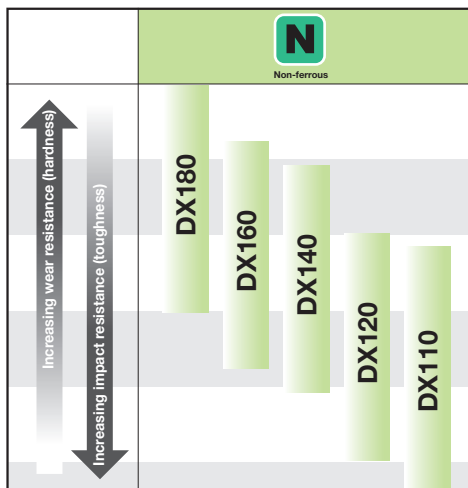 N
Non-ferrous
Increasing wear resistance (hardness)
Increasing impact resistance (toughness)
DX180
DX160
DX140
DX120
DX110